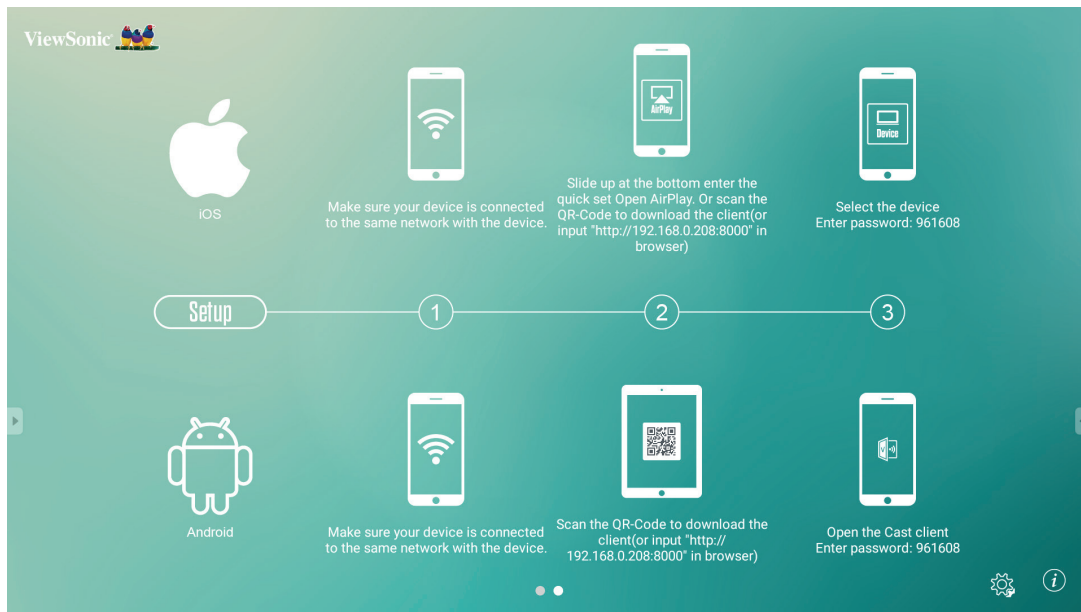 ViewSonic
AirPlay
Device
iOS
Make sure your device is connected
to the same network with the device.
Slide up at the bottom enter the
quick set Open AirPlay. Or scan the
QR-Code to download the client(or
input "http://192.168.0.208:8000" in
browser)
Select the device
Enter password: 961608
Setup
1
2
3
Android
Make sure your device is connected
to the same network with the device.
Scan the QR-Code to download the
client(or input "http://
192.168.0.208:8000" in browser)
Open the Cast client
Enter password: 961608
i